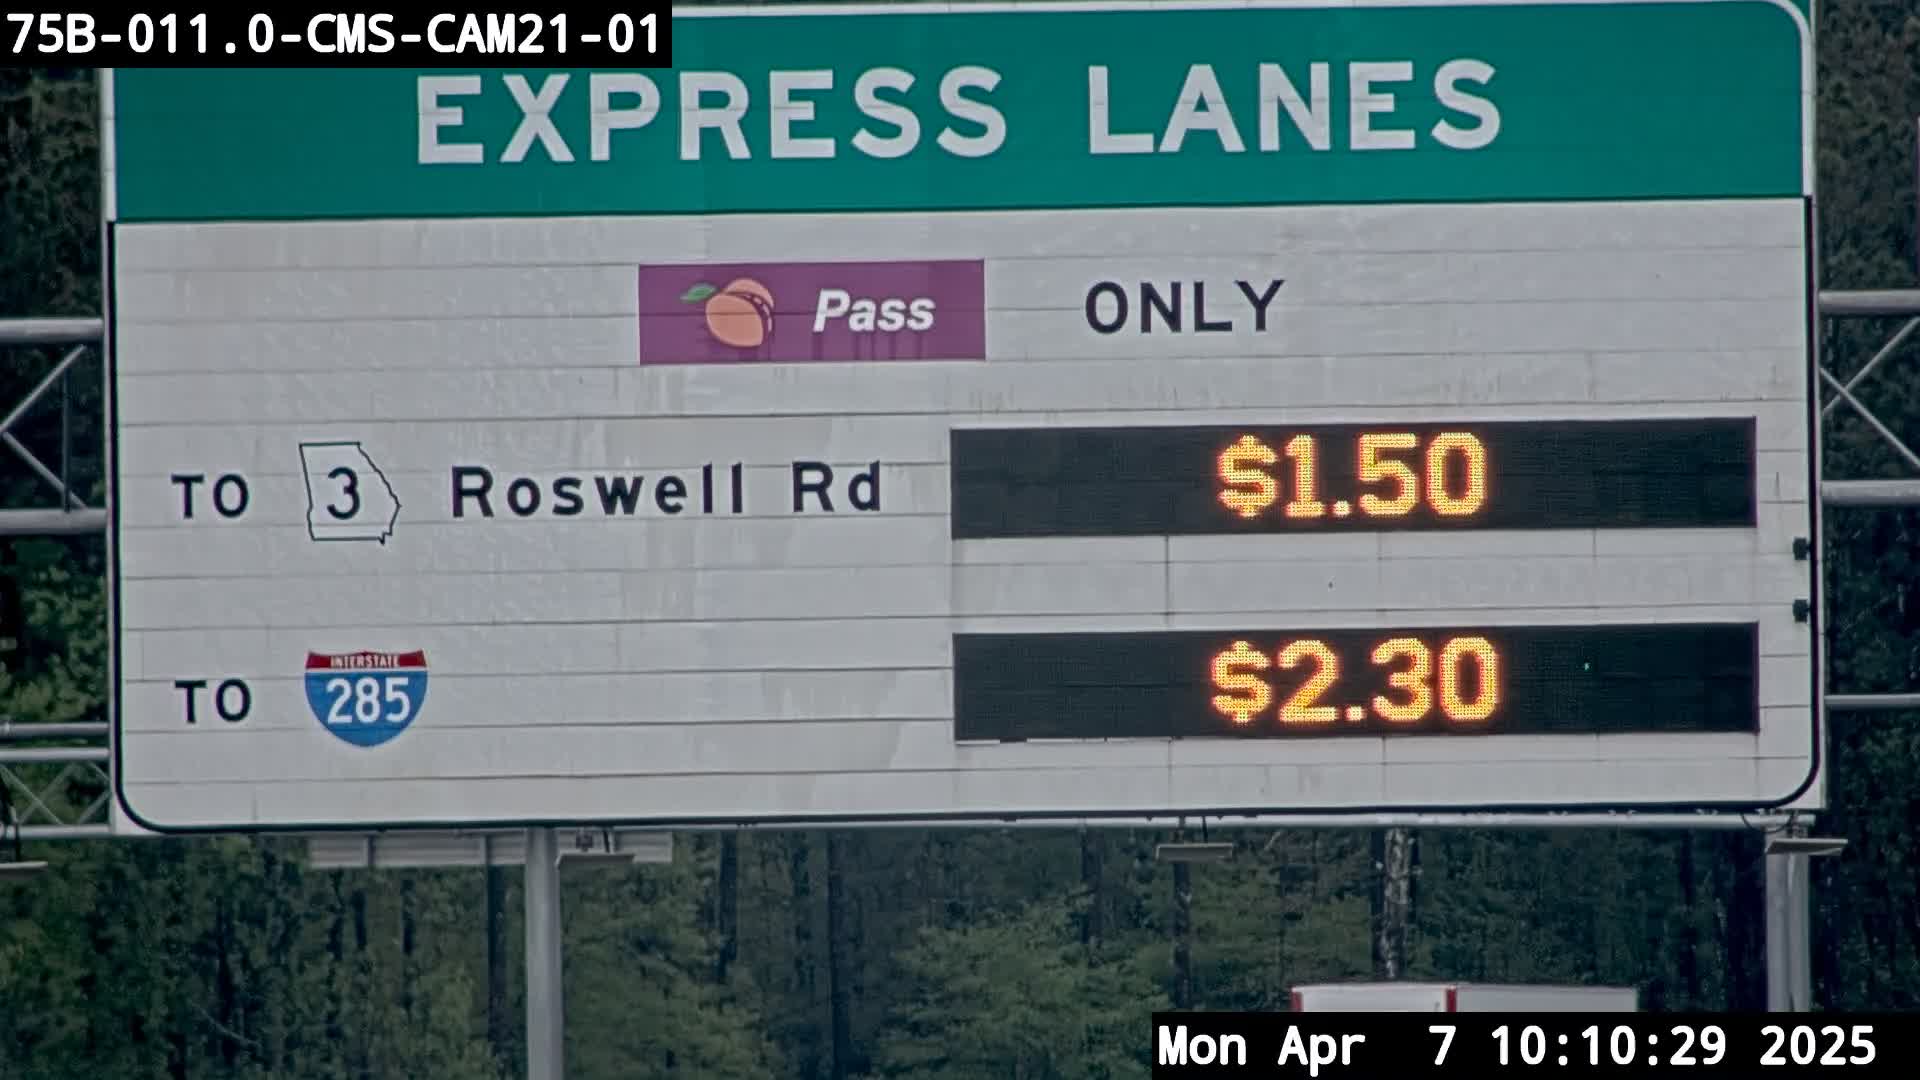 75B-011.0-CMS-CAM21-01
EXPRESS LANES
Pass ONLY
TO 3 Roswell Rd $1.50
TO INTERSTATE 285 $2.30
Mon Apr 7 10:10:29 2025